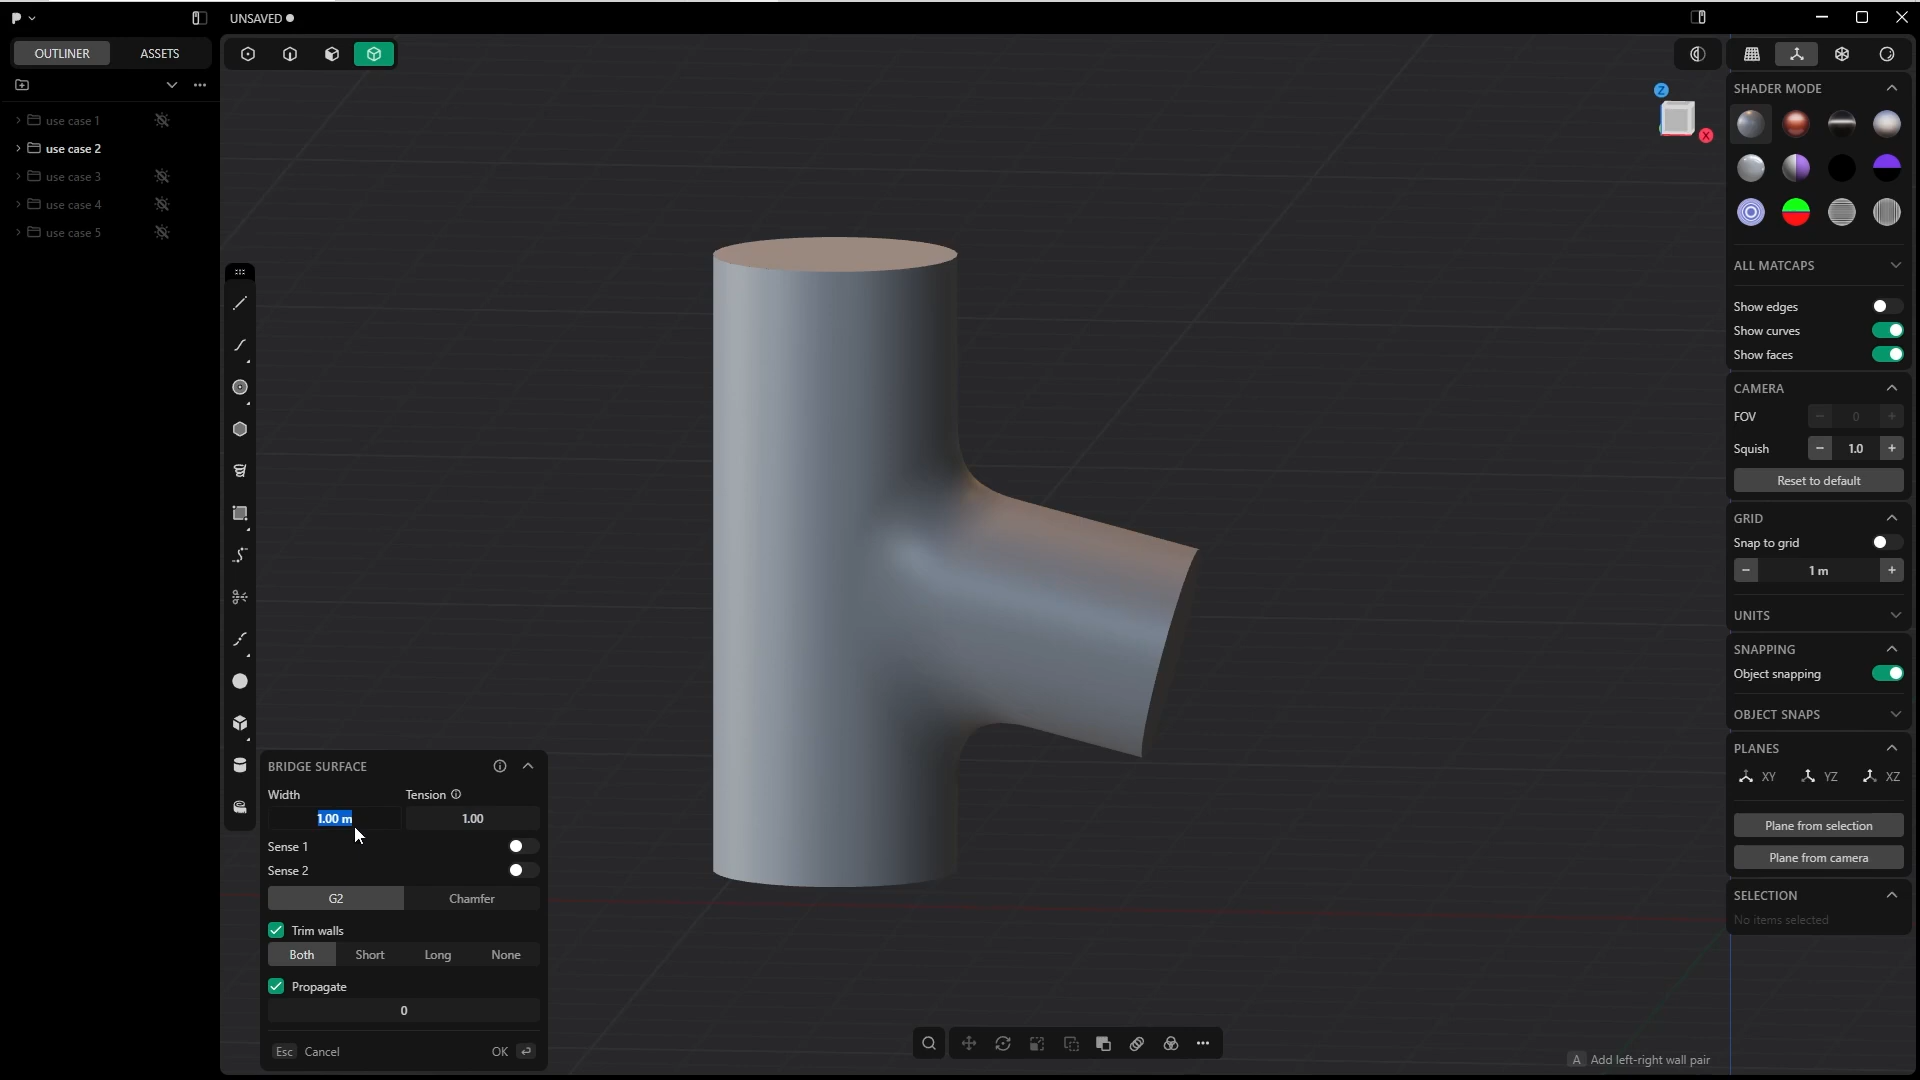 UNSAVED
OUTLINER
ASSETS
use case 1
use case 2
use case 3
use case 4
use case 5
Z
X
SHADER MODE
ALL MATCAPS
Show edges
Show curves
Show faces
CAMERA
FOV
− 0 +
Squish
− 1.0 +
Reset to default
GRID
Snap to grid
− 1 m +
UNITS
SNAPPING
Object snapping
OBJECT SNAPS
PLANES
XY YZ XZ
Plane from selection
Plane from camera
SELECTION
No items selected
BRIDGE SURFACE
Width Tension
1.00 m 1.00
Sense 1
Sense 2
G2 Chamfer
Trim walls
Both Short Long None
Propagate
0
Esc Cancel OK
A Add left-right wall pair